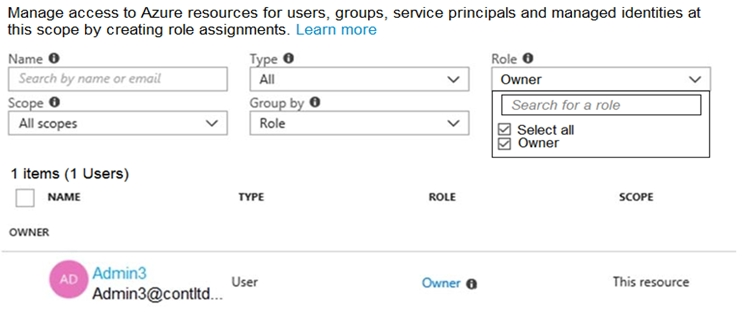 Manage access to Azure resources for users, groups, service principals and managed identities at
this scope by creating role assignments. Learn more
Name Type Role
Search by name or email All Owner
Scope Group by Search for a role
All scopes Role Select all
Owner
1 items (1 Users)
NAME TYPE ROLE SCOPE
OWNER
AD Admin3 User Owner This resource
Admin3@contltd...